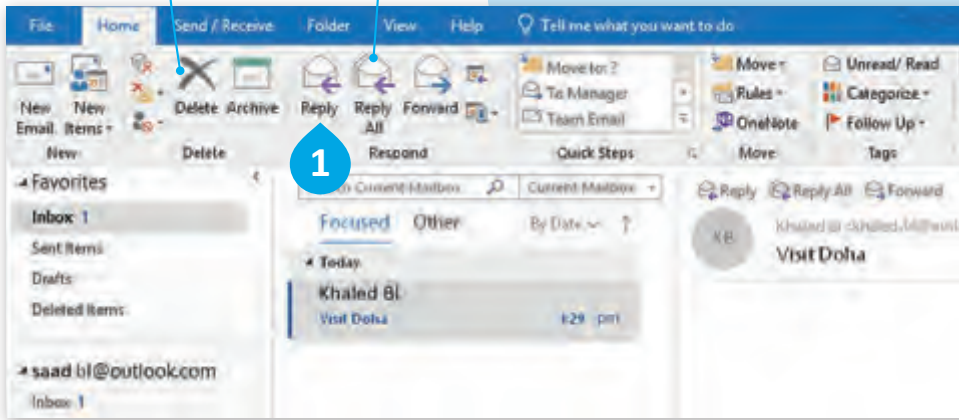 File Home Send / Receive Folder View Help Tell me what you want to do
New Email
New Items
Delete
Archive
Reply
Reply All
Forward
Move to: ?
To Manager
Team Email
Move
Rules
OneNote
Unread/ Read
Categorize
Follow Up
New Delete Respond Quick Steps Move Tags
1
Favorites
Inbox 1
Sent Items
Drafts
Deleted Items
saad bl@outlook.com
Inbox 1
Current Mailbox Current Mailbox
Focused Other By Date
Today
Khaled Bl.
Visit Doha 1:29 pm
Reply Reply All Forward
KB
Visit Doha